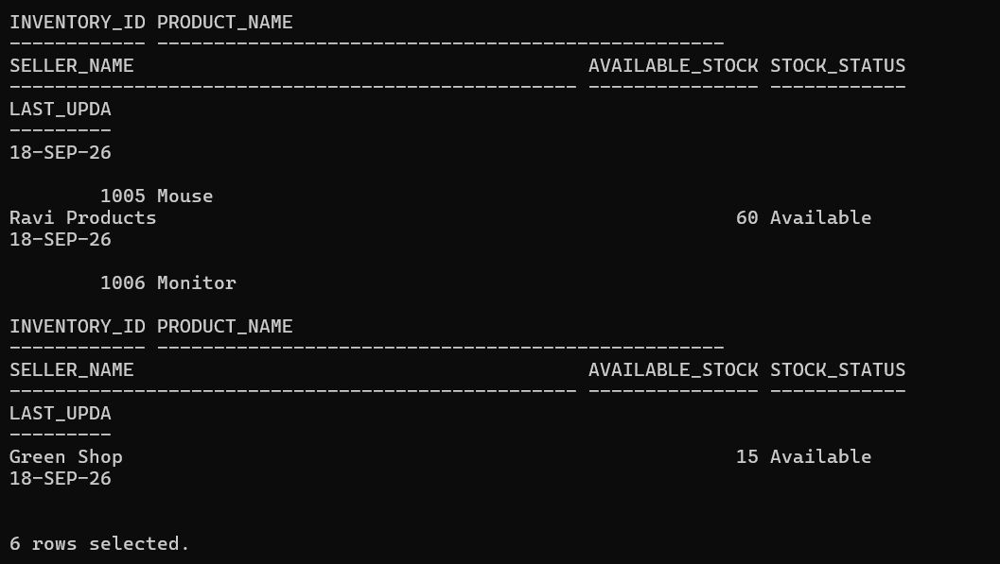 INVENTORY_ID PRODUCT_NAME
------------ --------------------------------------------------
SELLER_NAME                                        AVAILABLE_STOCK STOCK_STATUS
-------------------------------------------------- --------------- ------------
LAST_UPDA
---------
18-SEP-26

        1005 Mouse
Ravi Products                                                   60 Available
18-SEP-26

        1006 Monitor

INVENTORY_ID PRODUCT_NAME
------------ --------------------------------------------------
SELLER_NAME                                        AVAILABLE_STOCK STOCK_STATUS
-------------------------------------------------- --------------- ------------
LAST_UPDA
---------
Green Shop                                                      15 Available
18-SEP-26


6 rows selected.